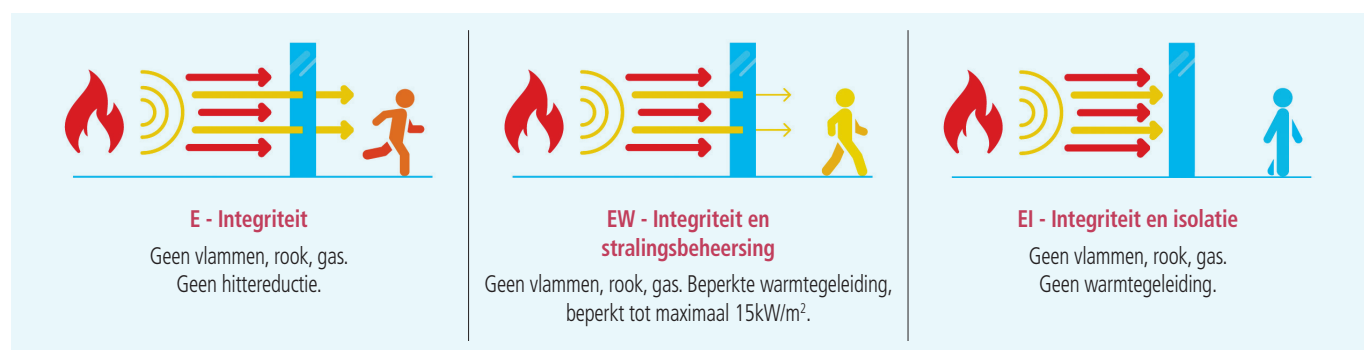 E - Integriteit
Geen vlammen, rook, gas.
Geen hittereductie.
EW - Integriteit en
stralingsbeheersing
Geen vlammen, rook, gas. Beperkte warmtegeleiding,
beperkt tot maximaal 15kW/m².
EI - Integriteit en isolatie
Geen vlammen, rook, gas.
Geen warmtegeleiding.